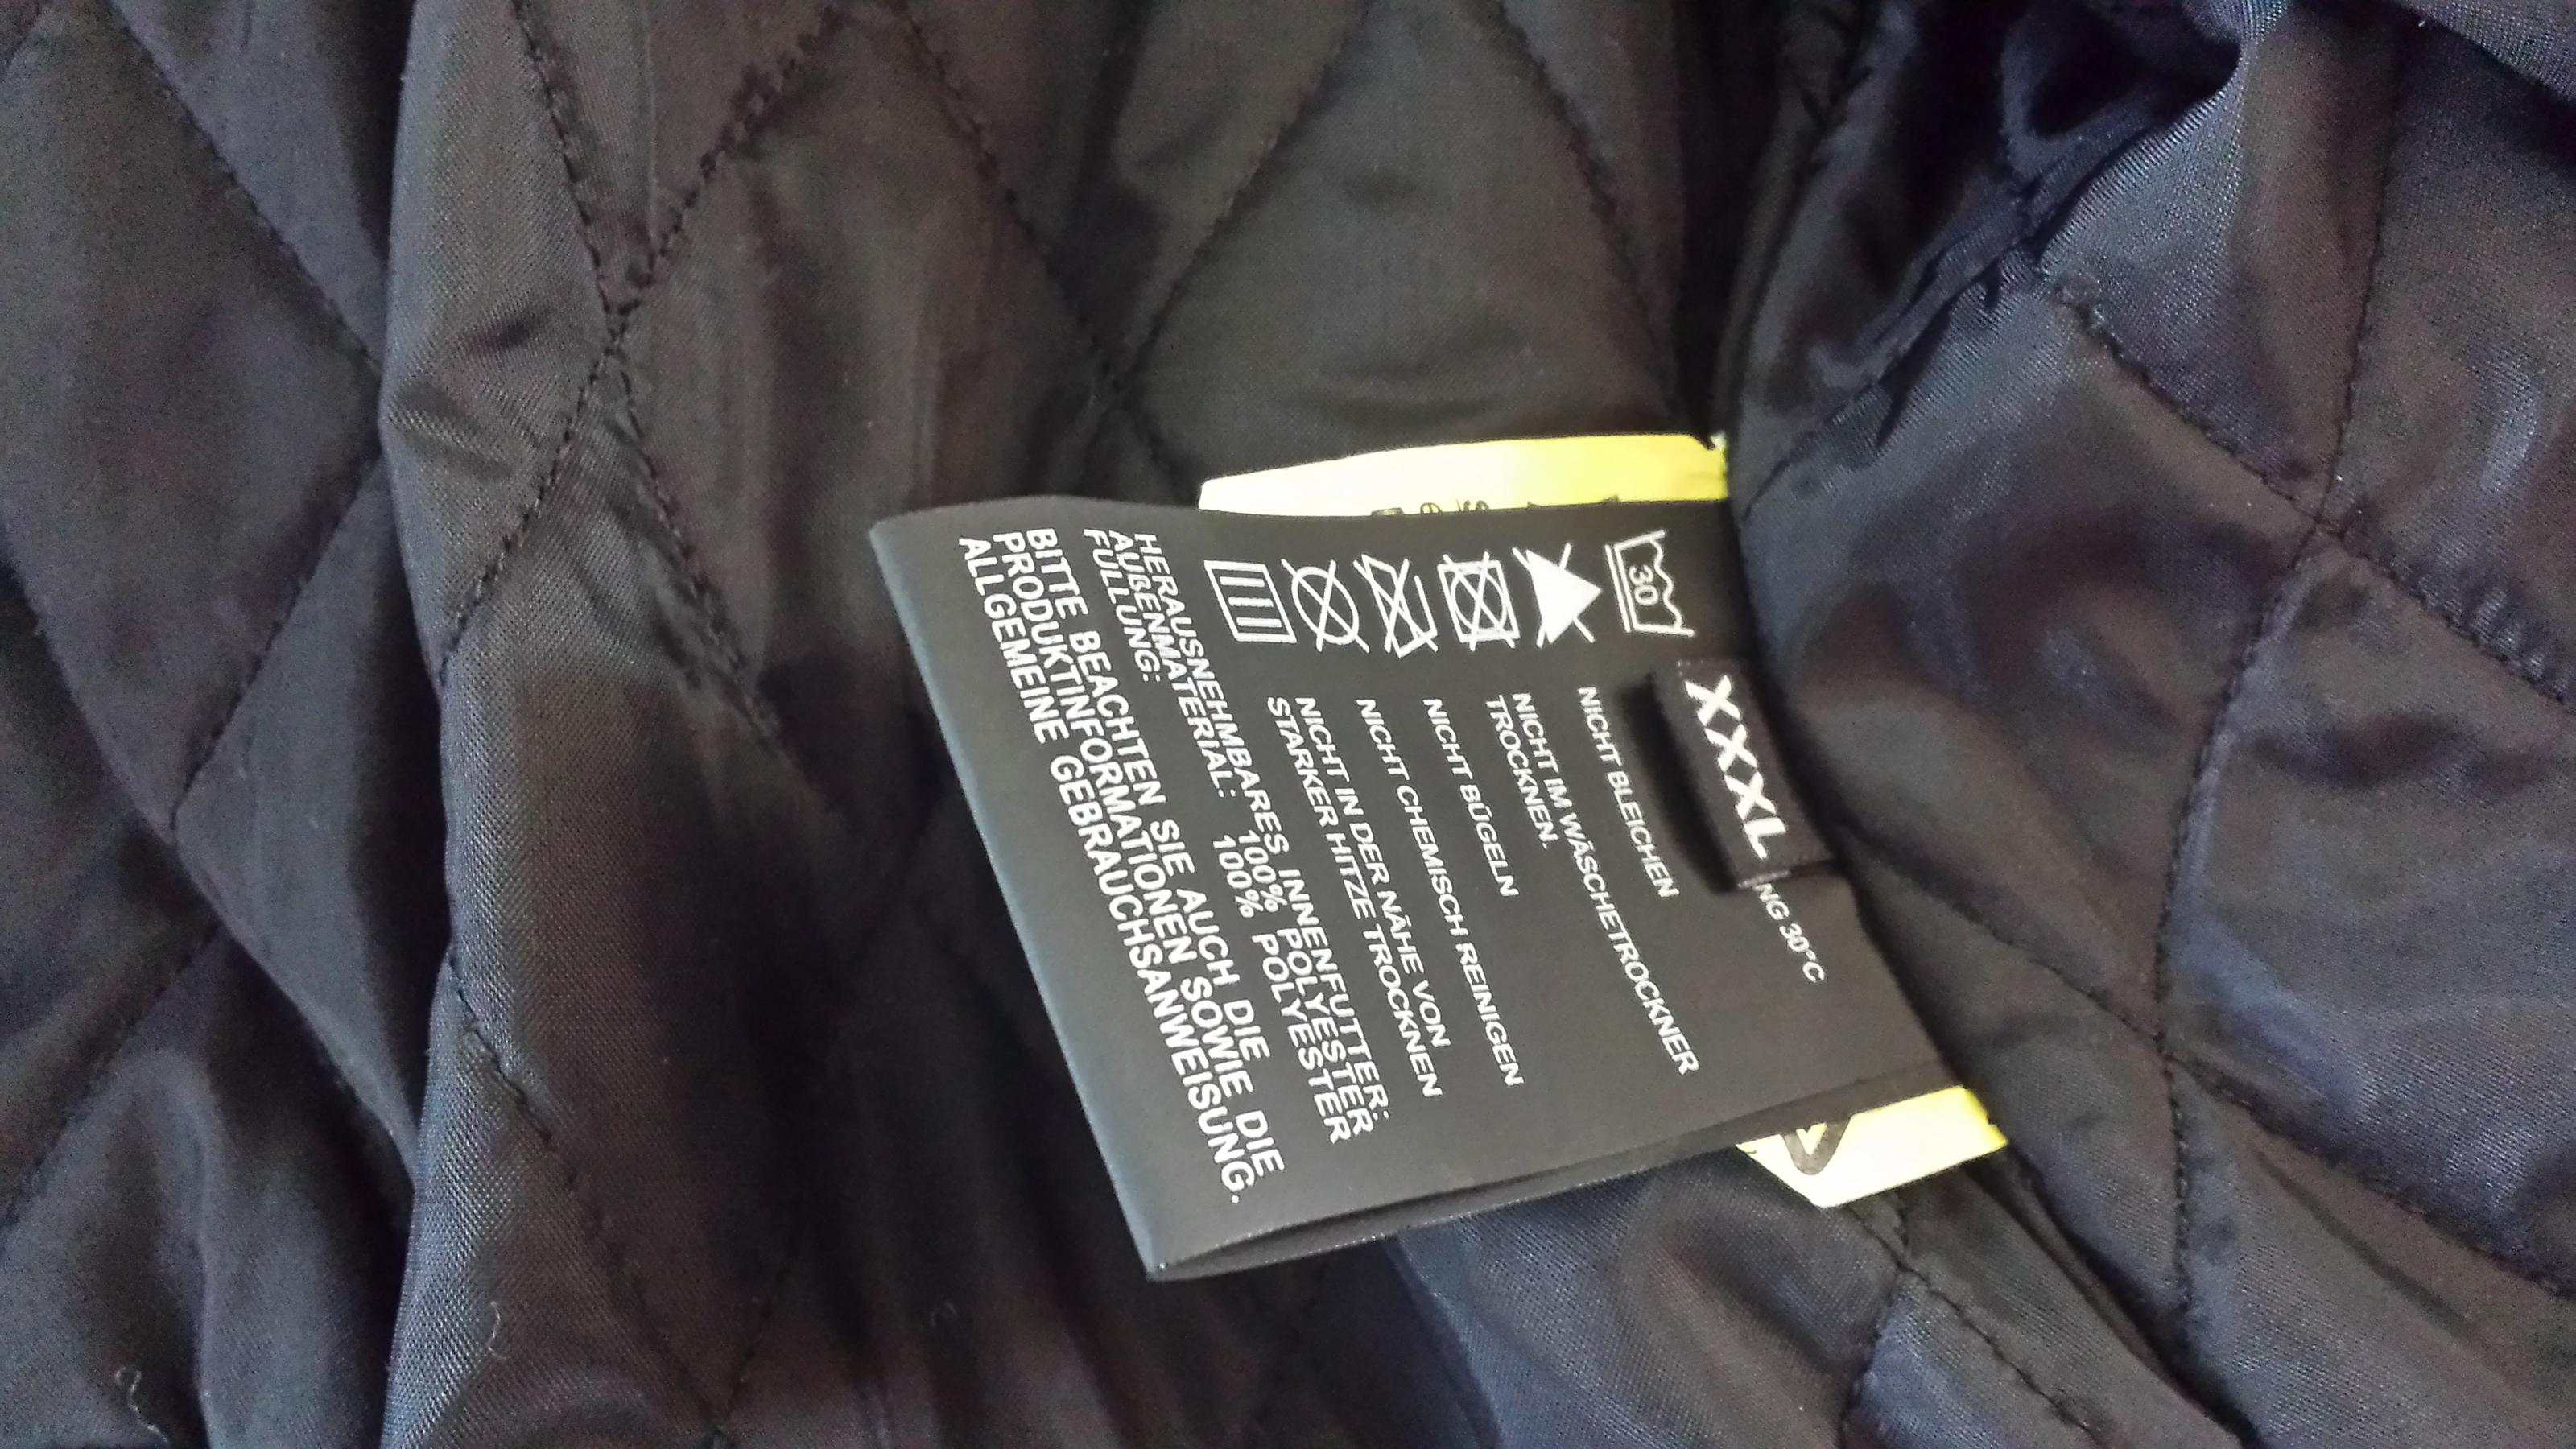 XXXL
NG 30°C
30
NICHT BLEICHEN
NICHT IM WÄSCHETROCKNER
TROCKNEN.
NICHT BÜGELN
NICHT CHEMISCH REINIGEN
NICHT IN DER NÄHE VON
STARKER HITZE TROCKNEN
HERAUSNEHMBARES INNENFUTTER:
AUßENMATERIAL: 100% POLYESTER
FÜLLUNG: 100% POLYESTER
BITTE BEACHTEN SIE AUCH DIE
PRODUKTINFORMATIONEN SOWIE DIE
ALLGEMEINE GEBRAUCHSANWEISUNG.